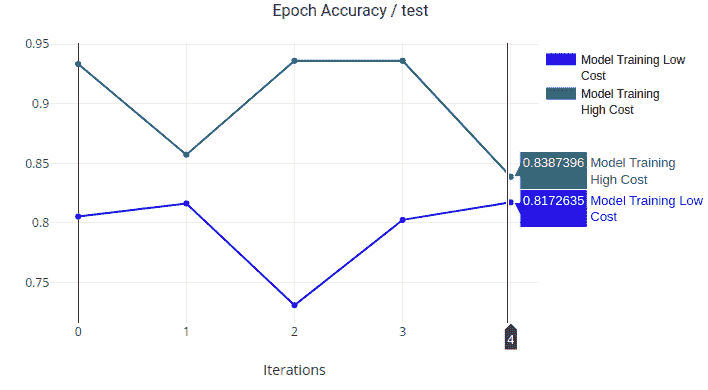 Epoch Accuracy / test
0.95
0.9
0.85
0.8
0.75
0
1
2
3
4
Iterations
Model Training Low
Cost
Model Training
High Cost
0.8387396
Model Training
High Cost
0.8172635
Model Training Low
Cost